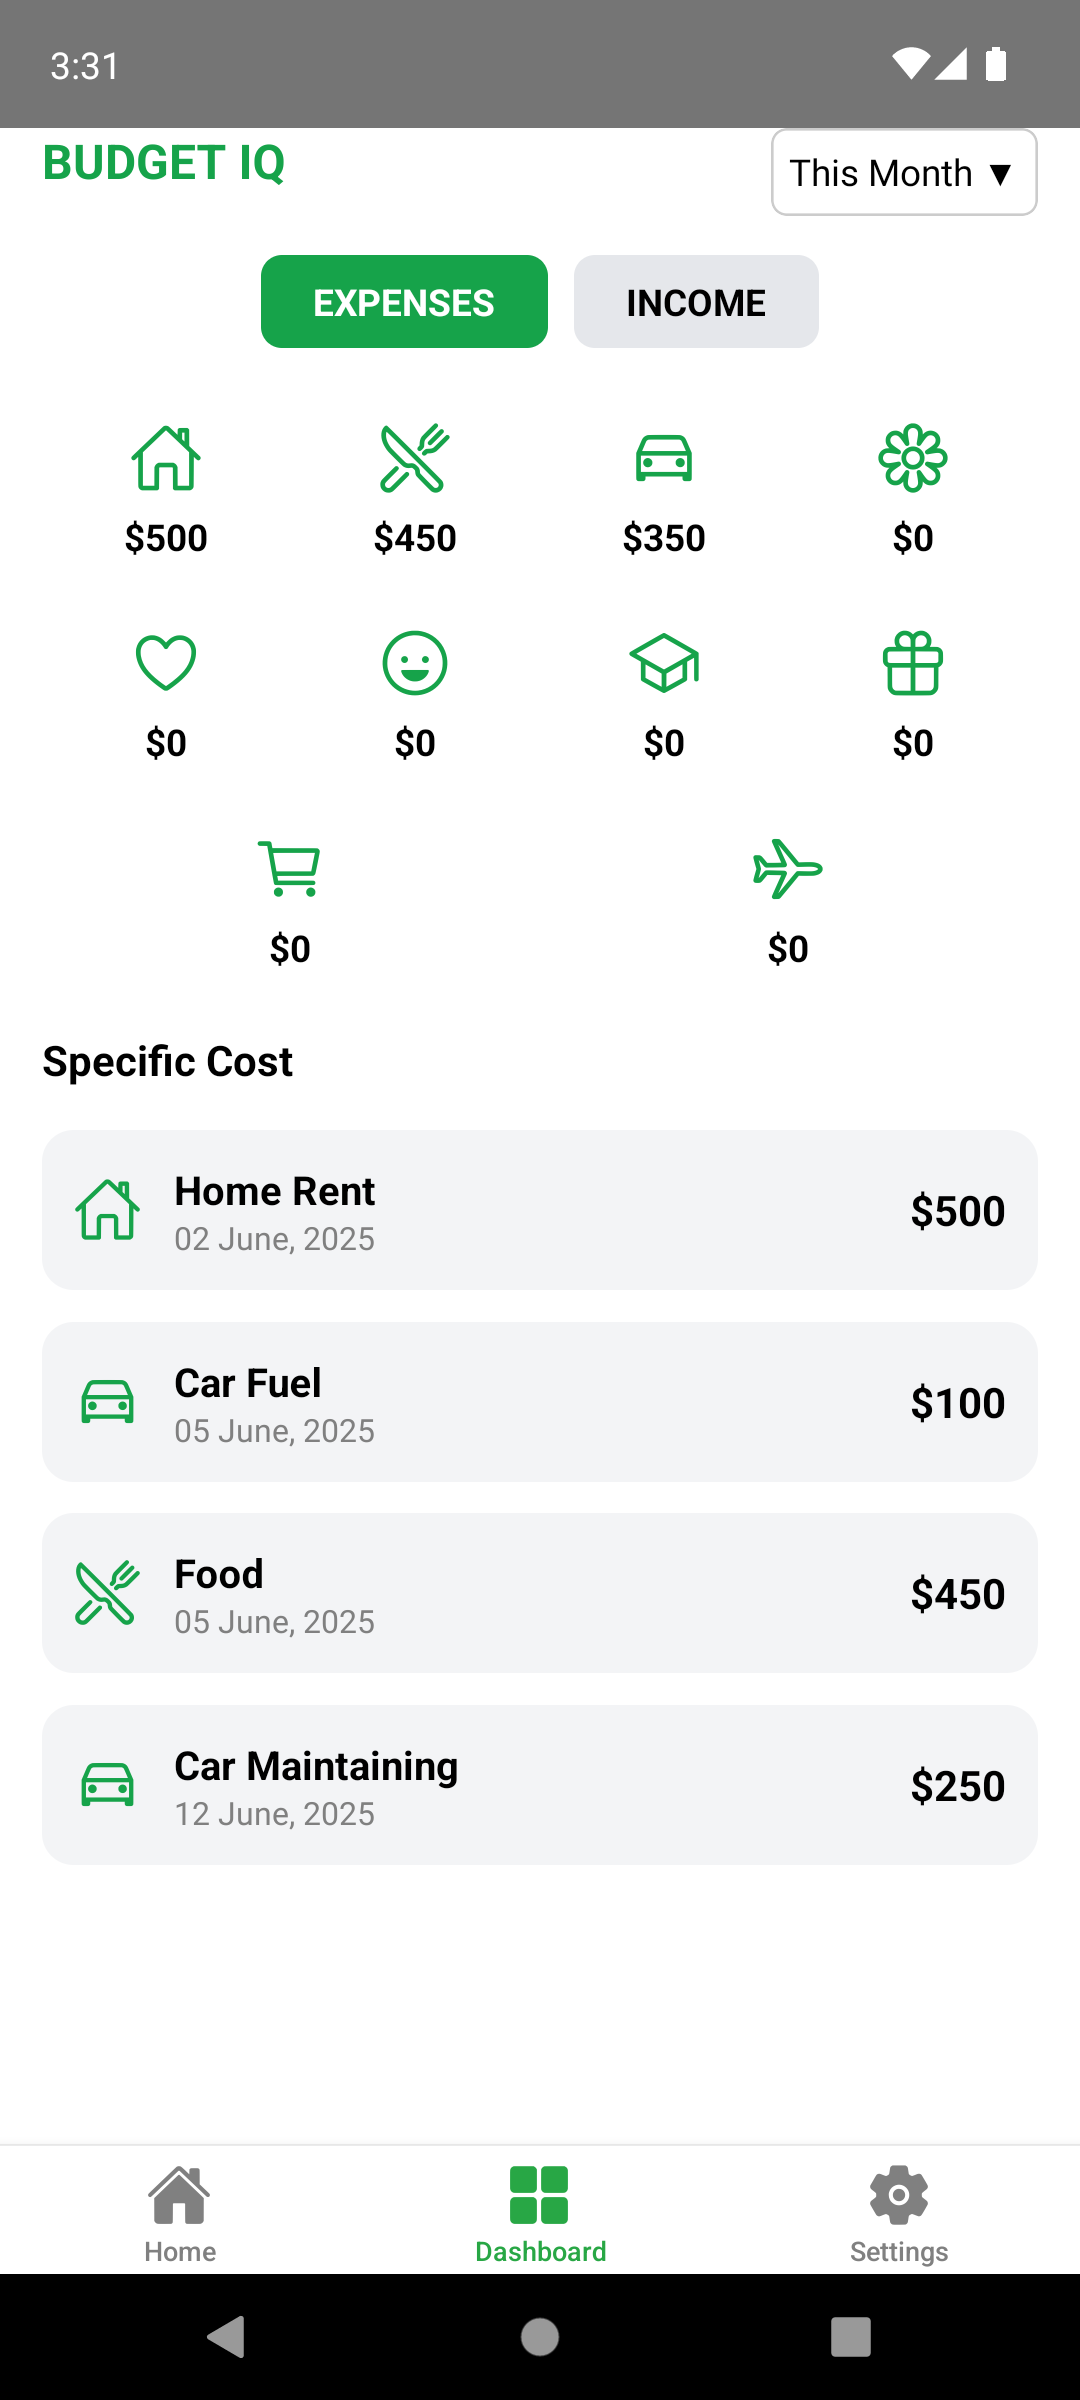 3:31
BUDGET IQ
This Month ▼
EXPENSES
INCOME
$500
$450
$350
$0
$0
$0
$0
$0
$0
$0
Specific Cost
Home Rent
02 June, 2025
$500
Car Fuel
05 June, 2025
$100
Food
05 June, 2025
$450
Car Maintaining
12 June, 2025
$250
Home
Dashboard
Settings